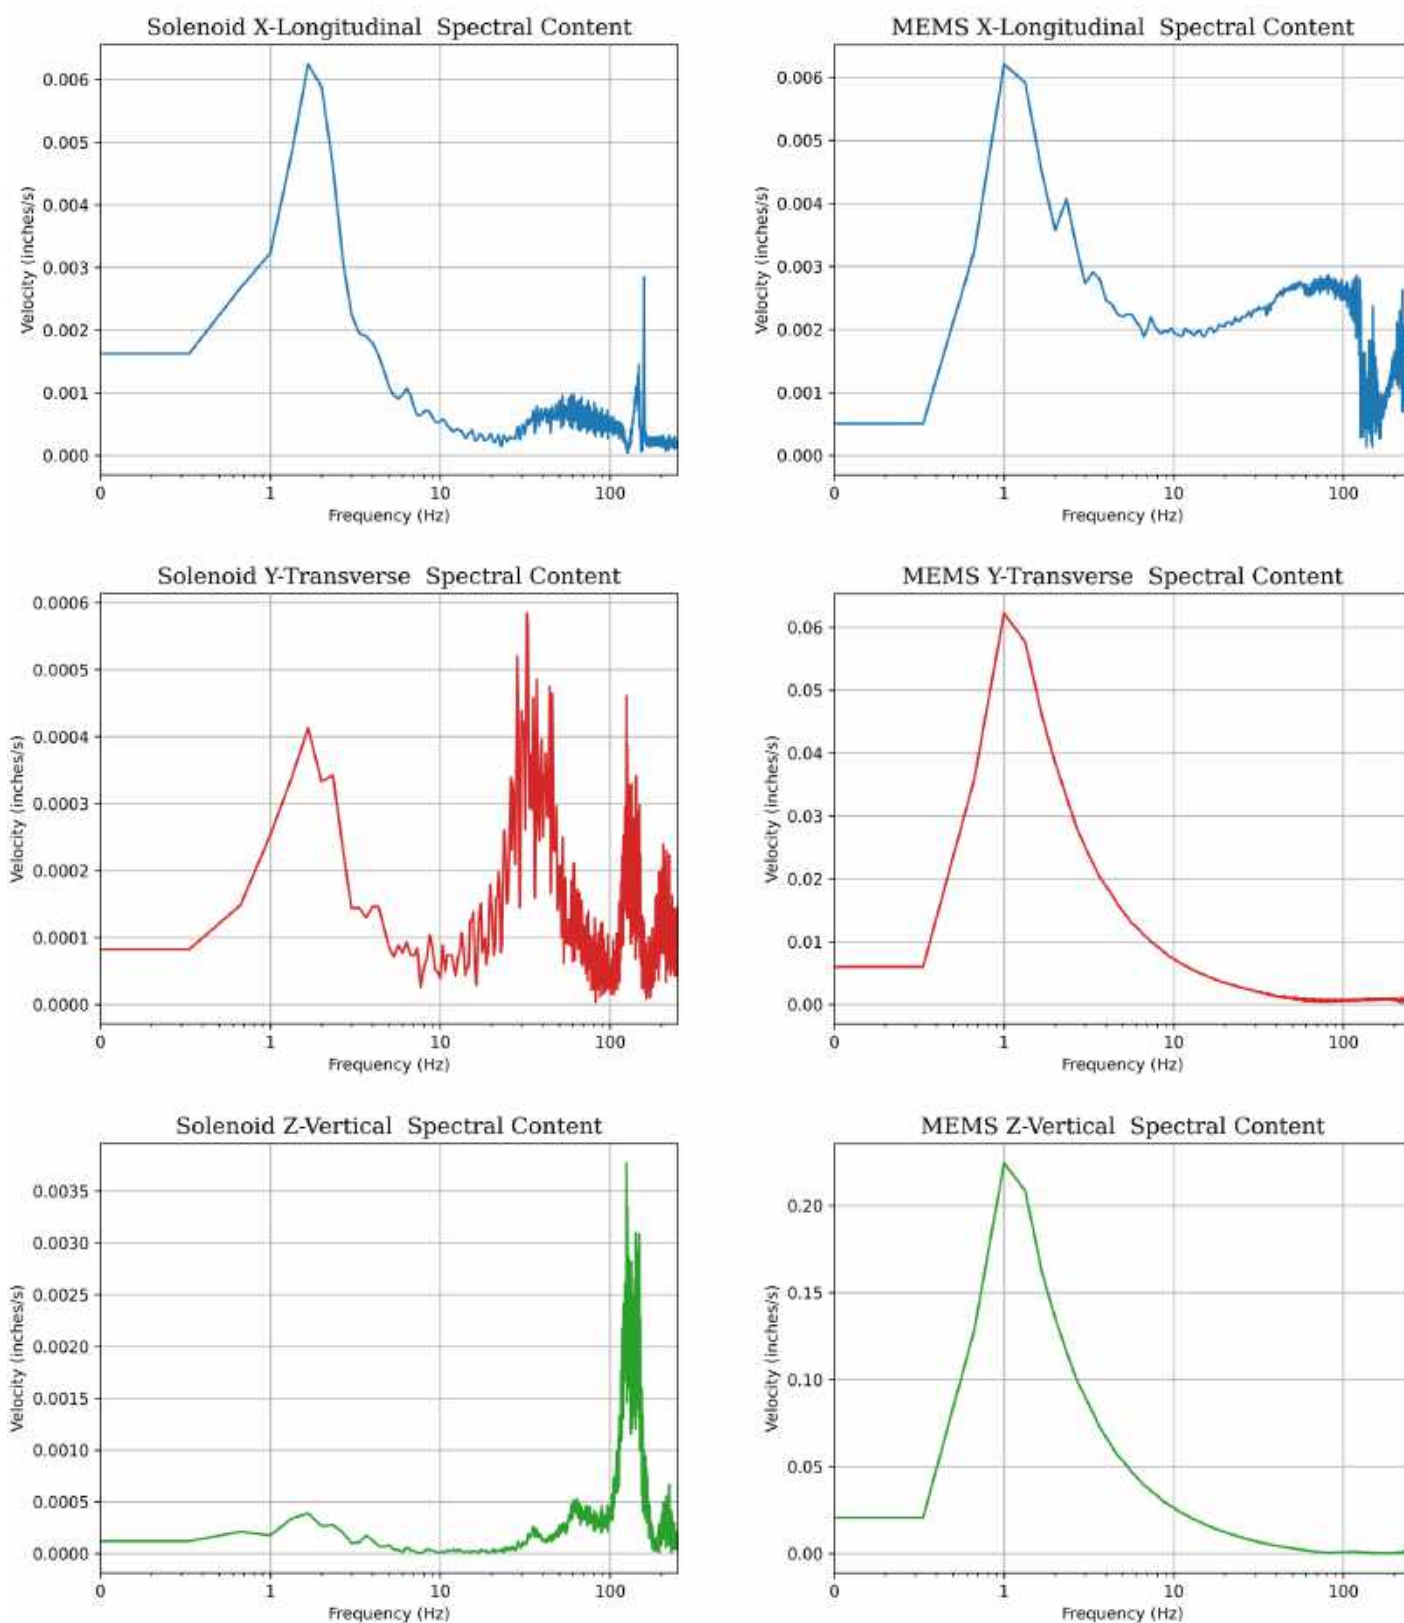 Solenoid X-Longitudinal Spectral Content
0.006
0.005
0.004
0.003
0.002
0.001
0.000
Velocity (inches/s)
0 1 10 100
Frequency (Hz)
MEMS X-Longitudinal Spectral Content
0.006
0.005
0.004
0.003
0.002
0.001
0.000
Velocity (inches/s)
0 1 10 100
Frequency (Hz)
Solenoid Y-Transverse Spectral Content
0.0006
0.0005
0.0004
0.0003
0.0002
0.0001
0.0000
Velocity (inches/s)
0 1 10 100
Frequency (Hz)
MEMS Y-Transverse Spectral Content
0.06
0.05
0.04
0.03
0.02
0.01
0.00
Velocity (inches/s)
0 1 10 100
Frequency (Hz)
Solenoid Z-Vertical Spectral Content
0.0035
0.0030
0.0025
0.0020
0.0015
0.0010
0.0005
0.0000
Velocity (inches/s)
0 1 10 100
Frequency (Hz)
MEMS Z-Vertical Spectral Content
0.20
0.15
0.10
0.05
0.00
Velocity (inches/s)
0 1 10 100
Frequency (Hz)